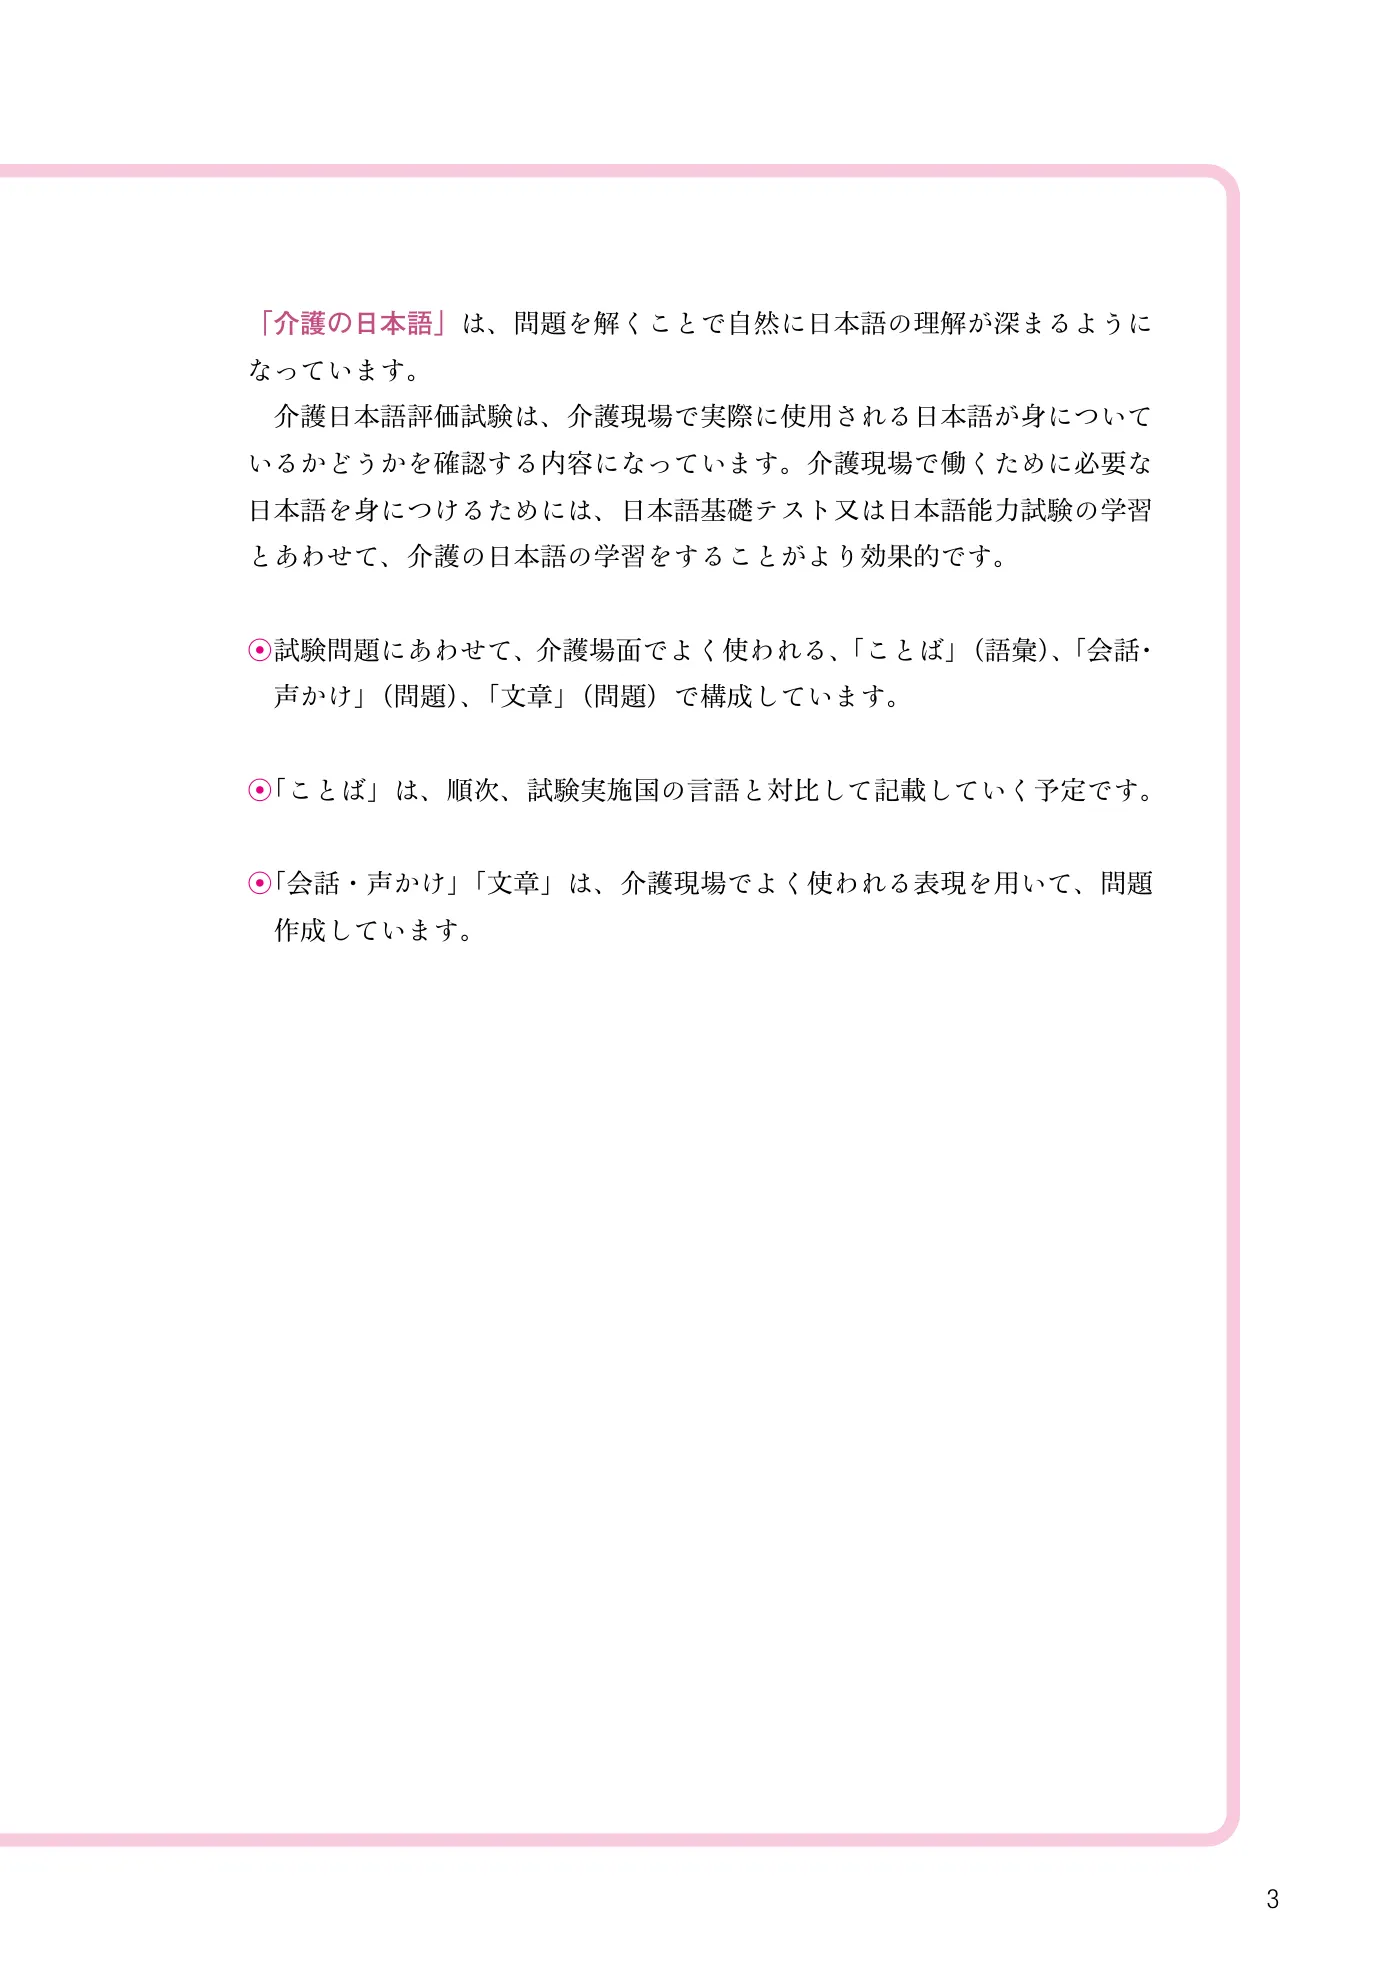 「介護の日本語」は、問題を解くことで自然に日本語の理解が深まるように
なっています。
　介護日本語評価試験は、介護現場で実際に使用される日本語が身について
いるかどうかを確認する内容になっています。介護現場で働くために必要な
日本語を身につけるためには、日本語基礎テスト又は日本語能力試験の学習
とあわせて、介護の日本語の学習をすることがより効果的です。
⦿試験問題にあわせて、介護場面でよく使われる、「ことば」（語彙）、「会話・
声かけ」（問題）、「文章」（問題）で構成しています。
⦿「ことば」は、順次、試験実施国の言語と対比して記載していく予定です。
⦿「会話・声かけ」「文章」は、介護現場でよく使われる表現を用いて、問題
作成しています。
3